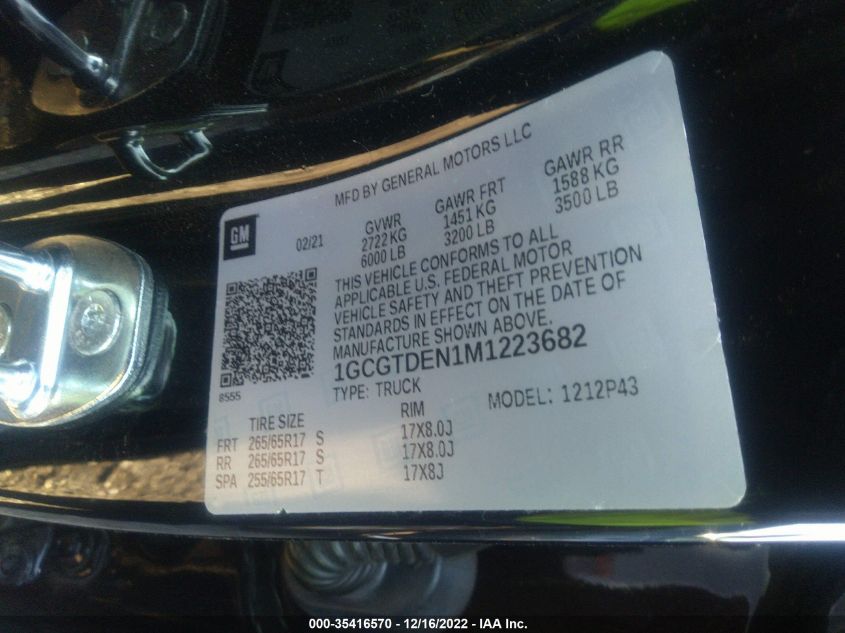 MFD BY GENERAL MOTORS LLC
GM
02/21
GVWR GAWR FRT GAWR RR
2722 KG 1451 KG 1588 KG
6000 LB 3200 LB 3500 LB
THIS VEHICLE CONFORMS TO ALL
APPLICABLE U.S. FEDERAL MOTOR
VEHICLE SAFETY AND THEFT PREVENTION
STANDARDS IN EFFECT ON THE DATE OF
MANUFACTURE SHOWN ABOVE.
1GCGTDEN1M1223682
8555
TYPE: TRUCK MODEL: 1212P43
TIRE SIZE RIM
FRT 265/65R17 S 17X8.0J
RR 265/65R17 S 17X8.0J
SPA 255/65R17 T 17X8J
000-35416570 - 12/16/2022 - IAA Inc.